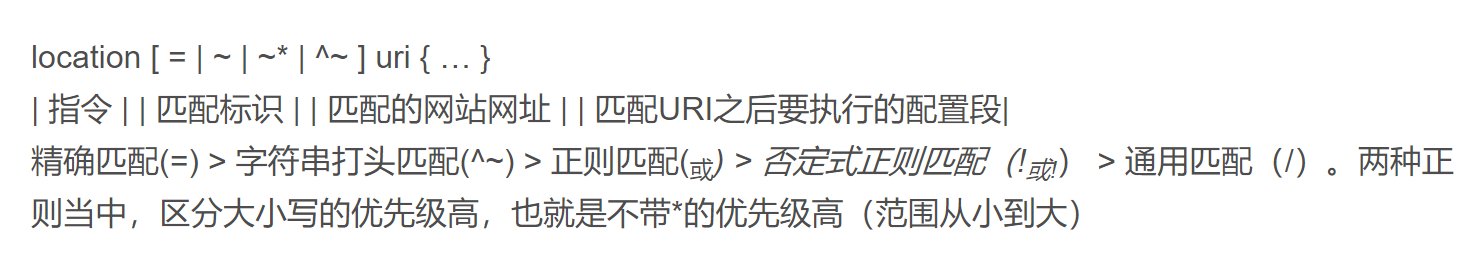 location [ = | ~ | ~* | ^~ ] uri { … }
| 指令 | | 匹配标识 | | 匹配的网站网址 | | 匹配URI之后要执行的配置段|
精确匹配(=) > 字符串打头匹配(^~) > 正则匹配(或) > 否定式正则匹配（!或!） > 通用匹配（/）。两种正
则当中，区分大小写的优先级高，也就是不带*的优先级高（范围从小到大）